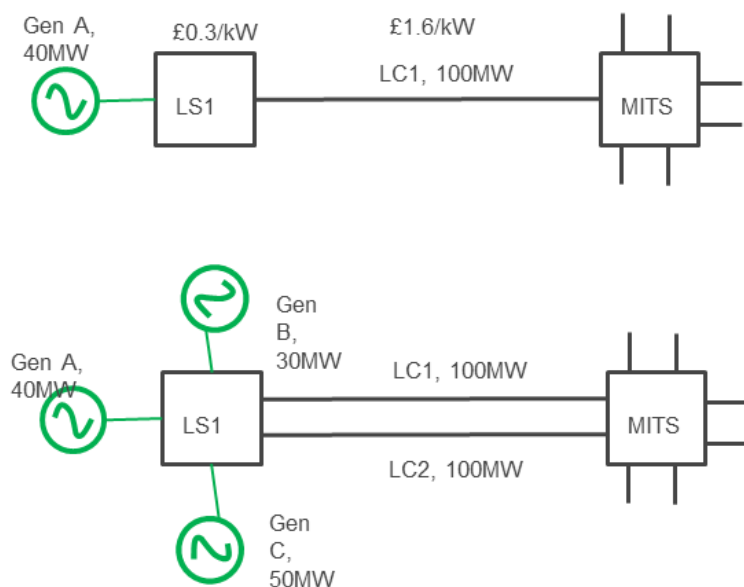 Gen A,
40MW
£0.3/kW
£1.6/kW
LS1
LC1, 100MW
MITS
Gen
B,
30MW
Gen A,
40MW
LS1
LC1, 100MW
MITS
LC2, 100MW
Gen
C,
50MW